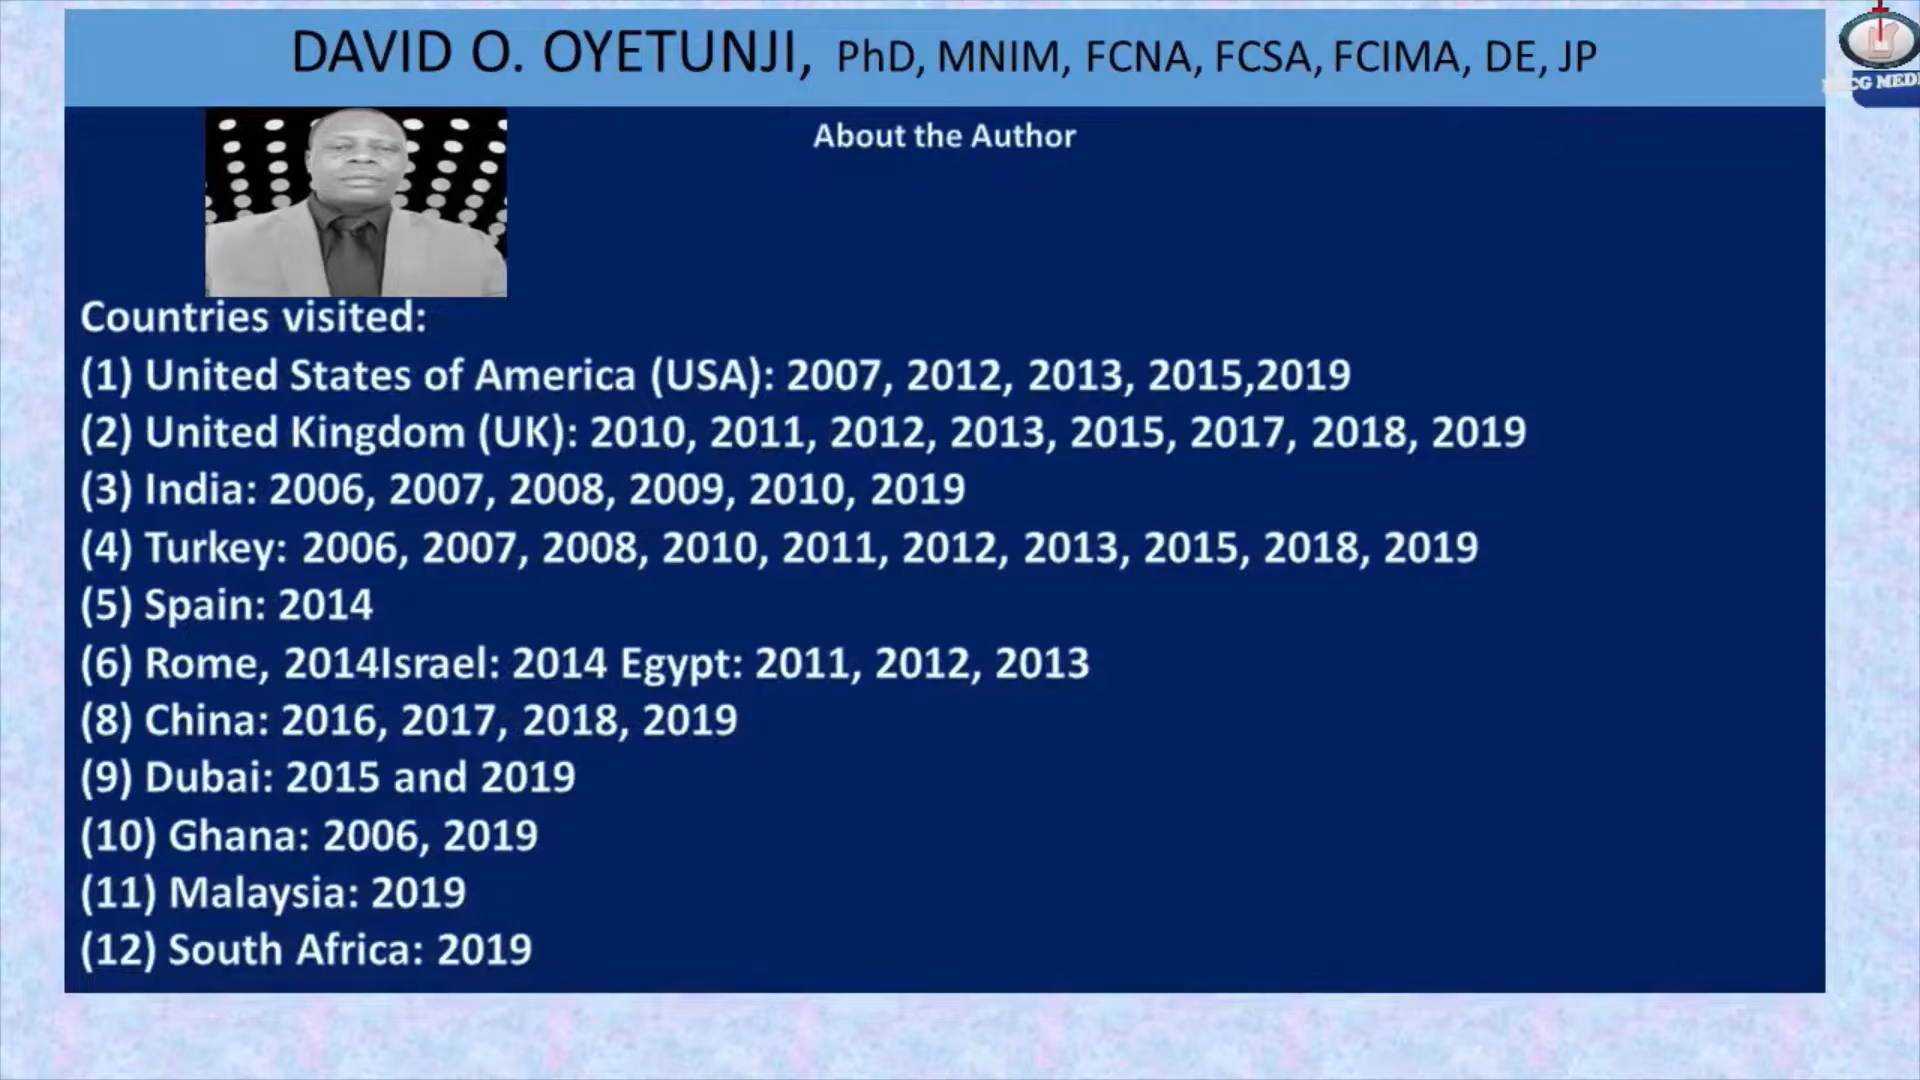 DAVID O. OYETUNJI, PhD, MNIM, FCNA, FCSA, FCIMA, DE, JP
About the Author
Countries visited:
(1) United States of America (USA): 2007, 2012, 2013, 2015,2019
(2) United Kingdom (UK): 2010, 2011, 2012, 2013, 2015, 2017, 2018, 2019
(3) India: 2006, 2007, 2008, 2009, 2010, 2019
(4) Turkey: 2006, 2007, 2008, 2010, 2011, 2012, 2013, 2015, 2018, 2019
(5) Spain: 2014
(6) Rome, 2014Israel: 2014 Egypt: 2011, 2012, 2013
(8) China: 2016, 2017, 2018, 2019
(9) Dubai: 2015 and 2019
(10) Ghana: 2006, 2019
(11) Malaysia: 2019
(12) South Africa: 2019